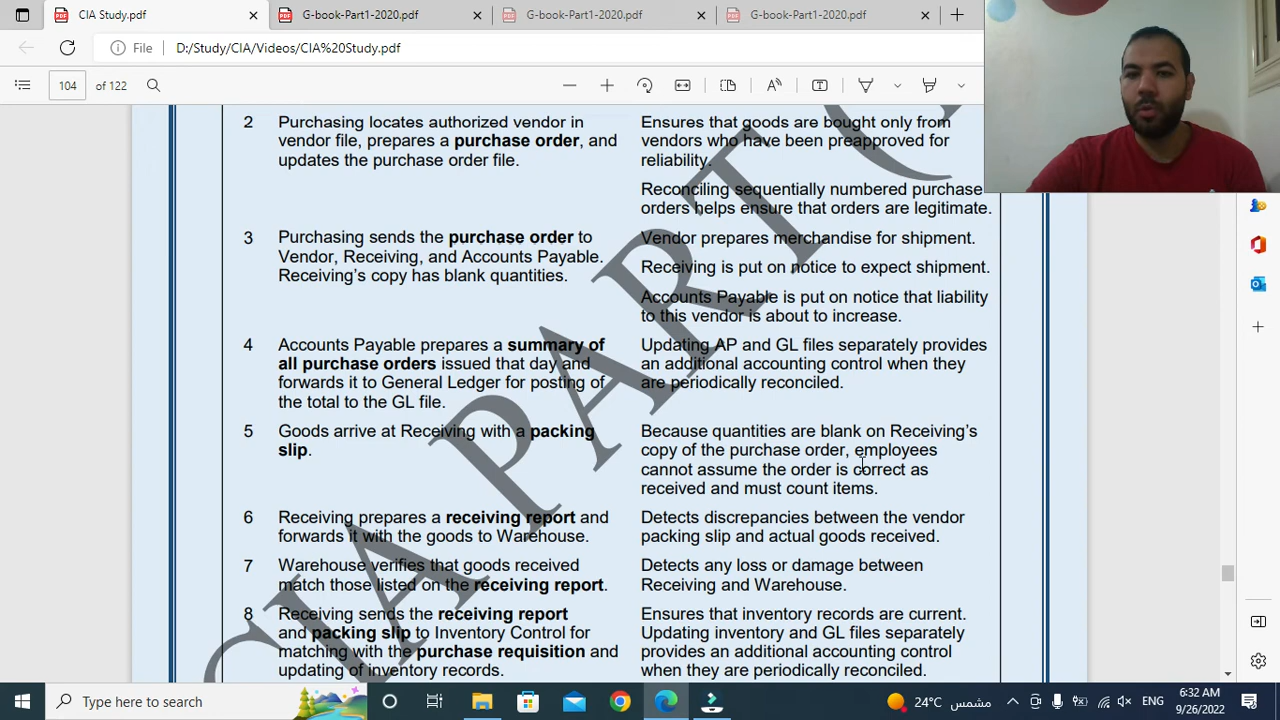 CIA Study.pdf
G-book-Part1-2020.pdf
G-book-Part1-2020.pdf
G-book-Part1-2020.pdf
File
D:/Study/CIA/Videos/CIA%20Study.pdf
104 of 122
2 Purchasing locates authorized vendor in
vendor file, prepares a purchase order, and
updates the purchase order file.
Ensures that goods are bought only from
vendors who have been preapproved for
reliability.
Reconciling sequentially numbered purchase
orders helps ensure that orders are legitimate.
3 Purchasing sends the purchase order to
Vendor, Receiving, and Accounts Payable.
Receiving's copy has blank quantities.
Vendor prepares merchandise for shipment.
Receiving is put on notice to expect shipment.
Accounts Payable is put on notice that liability
to this vendor is about to increase.
4 Accounts Payable prepares a summary of
all purchase orders issued that day and
forwards it to General Ledger for posting of
the total to the GL file.
Updating AP and GL files separately provides
an additional accounting control when they
are periodically reconciled.
5 Goods arrive at Receiving with a packing
slip.
Because quantities are blank on Receiving's
copy of the purchase order, employees
cannot assume the order is correct as
received and must count items.
6 Receiving prepares a receiving report and
forwards it with the goods to Warehouse.
Detects discrepancies between the vendor
packing slip and actual goods received.
7 Warehouse verifies that goods received
match those listed on the receiving report.
Detects any loss or damage between
Receiving and Warehouse.
8 Receiving sends the receiving report
and packing slip to Inventory Control for
matching with the purchase requisition and
updating of inventory records.
Ensures that inventory records are current.
Updating inventory and GL files separately
provides an additional accounting control
when they are periodically reconciled.
CIA PART (
Type here to search
24°C مشمس
6:32 AM
9/26/2022